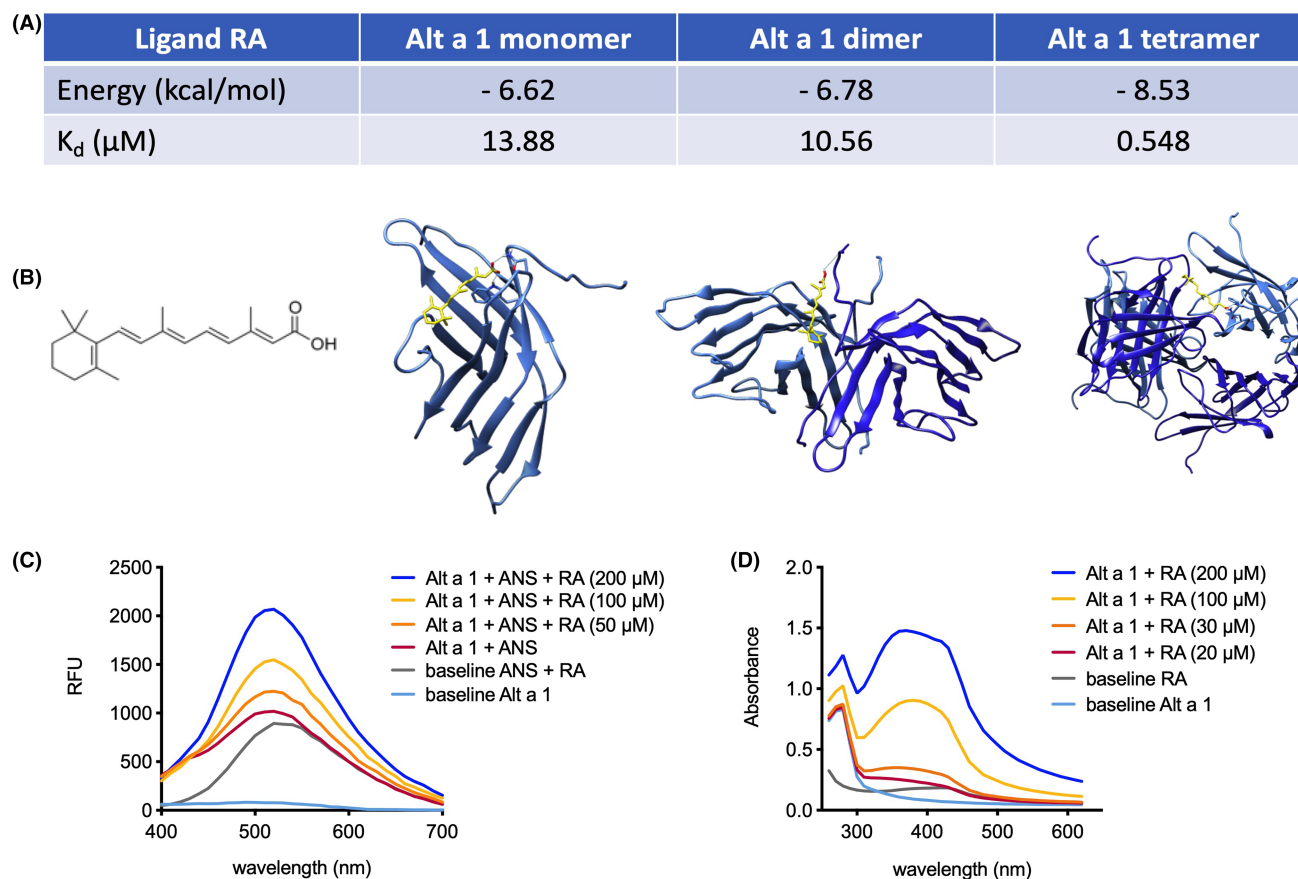 (A)
Ligand RA Alt a 1 monomer Alt a 1 dimer Alt a 1 tetramer
Energy (kcal/mol) - 6.62 - 6.78 - 8.53
Kd (µM) 13.88 10.56 0.548
(B)
O
OH
(C)
2500
2000
1500
1000
500
0
RFU
400 500 600 700
wavelength (nm)
Alt a 1 + ANS + RA (200 µM)
Alt a 1 + ANS + RA (100 µM)
Alt a 1 + ANS + RA (50 µM)
Alt a 1 + ANS
baseline ANS + RA
baseline Alt a 1
(D)
2.0
1.5
1.0
0.5
0.0
Absorbance
300 400 500 600
wavelength (nm)
Alt a 1 + RA (200 µM)
Alt a 1 + RA (100 µM)
Alt a 1 + RA (30 µM)
Alt a 1 + RA (20 µM)
baseline RA
baseline Alt a 1